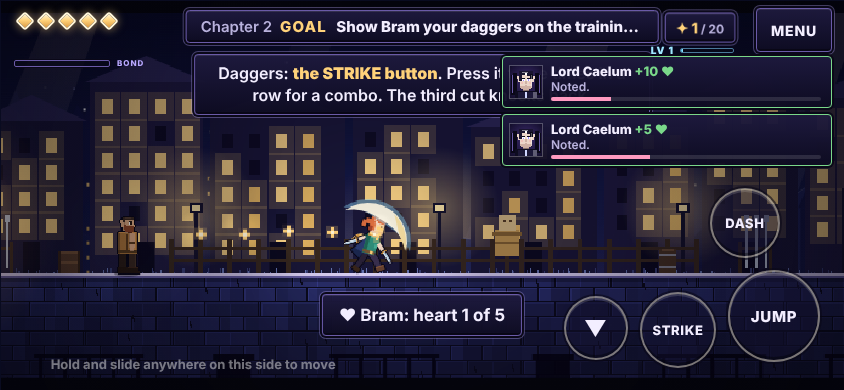 Chapter 2 GOAL Show Bram your daggers on the trainin...
✦ 1 / 20
MENU
LV 1
BOND
Daggers: the STRIKE button. Press it
row for a combo. The third cut
Lord Caelum +10 ♥
Noted.
Lord Caelum +5 ♥
Noted.
DASH
♥ Bram: heart 1 of 5
▼
STRIKE
JUMP
Hold and slide anywhere on this side to move